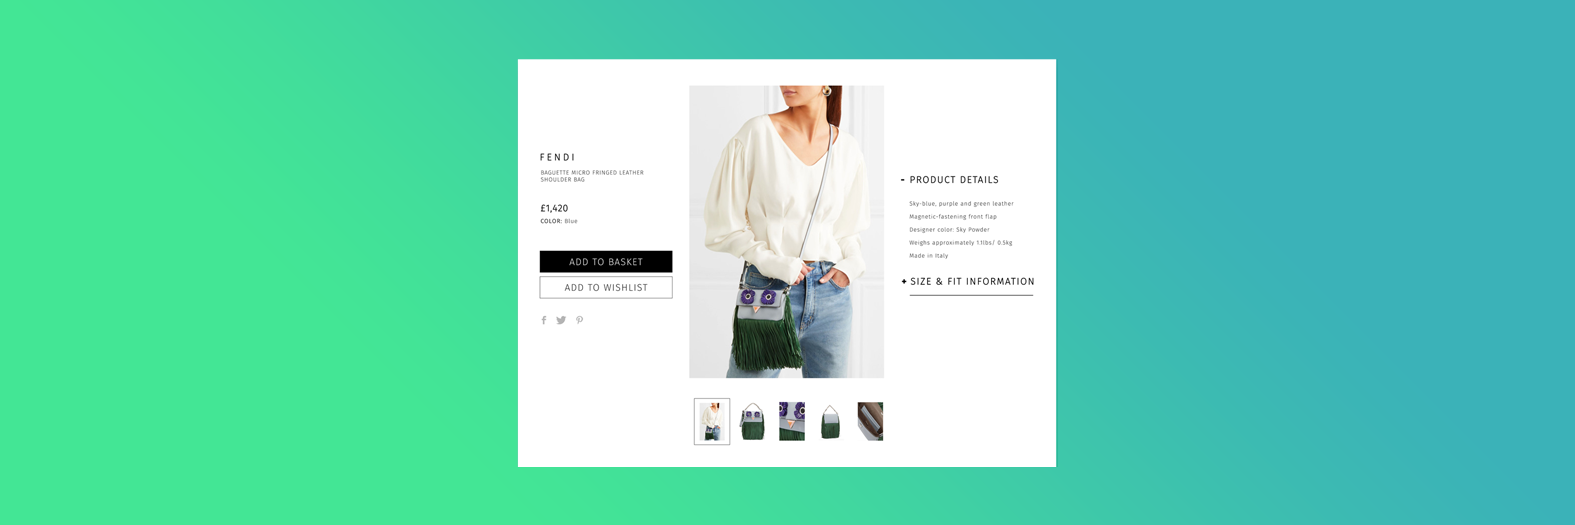 FENDI
BAGUETTE MICRO FRINGED LEATHER
SHOULDER BAG
£1,420
COLOR: Blue
ADD TO BASKET
ADD TO WISHLIST
- PRODUCT DETAILS
Sky-blue, purple and green leather
Magnetic-fastening front flap
Designer color: Sky Powder
Weighs approximately 1.1lbs/ 0.5kg
Made in Italy
+ SIZE & FIT INFORMATION